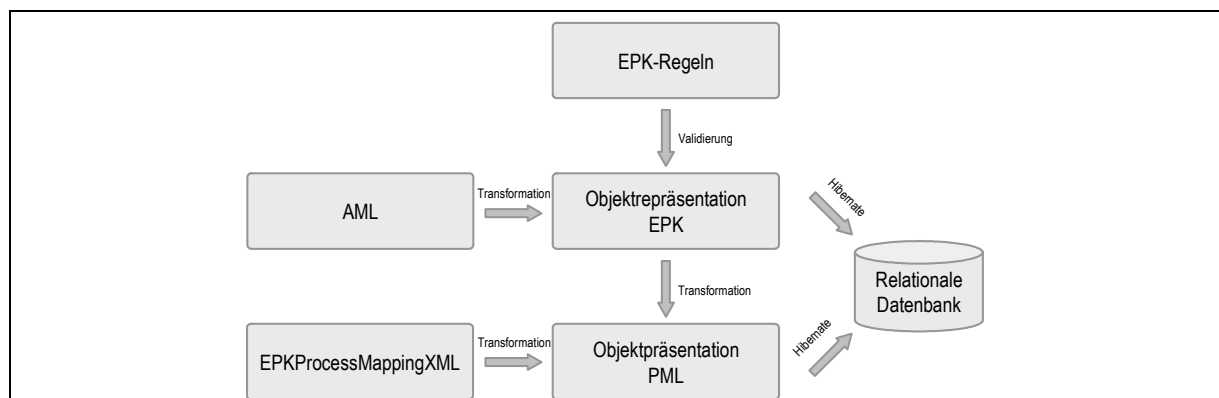 EPK-Regeln
Validierung
AML
Transformation
Objektrepräsentation
EPK
Hibernate
Transformation
Relationale
Datenbank
EPKProcessMappingXML
Transformation
Objektpräsentation
PML
Hibernate